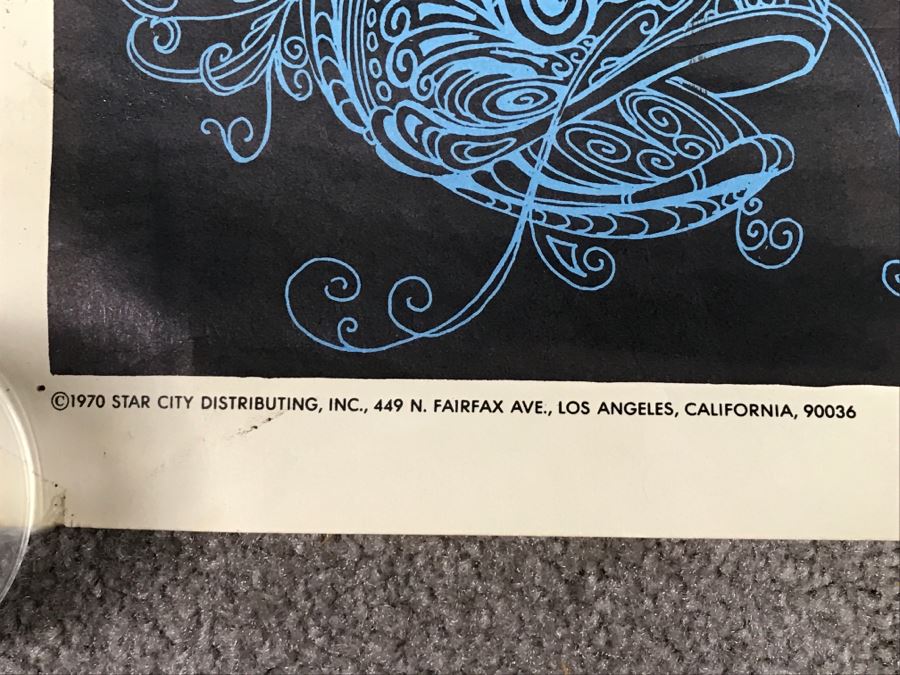 ©1970 STAR CITY DISTRIBUTING, INC., 449 N. FAIRFAX AVE., LOS ANGELES, CALIFORNIA, 90036